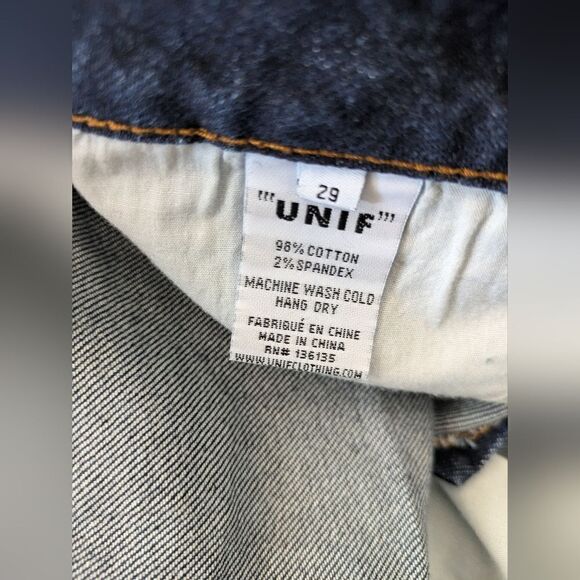 29
"'UNIF"'
98% COTTON
2% SPANDEX
MACHINE WASH COLD
HANG DRY
FABRIQUÉ EN CHINE
MADE IN CHINA
RN# 136135
WWW.UNIFCLOTHING.COM